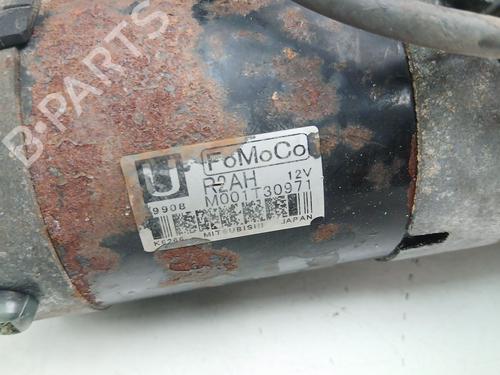 B-PARTS
U FoMoCo
R2AH 12V
9908 M001T30971
MITSUBISHI JAPAN